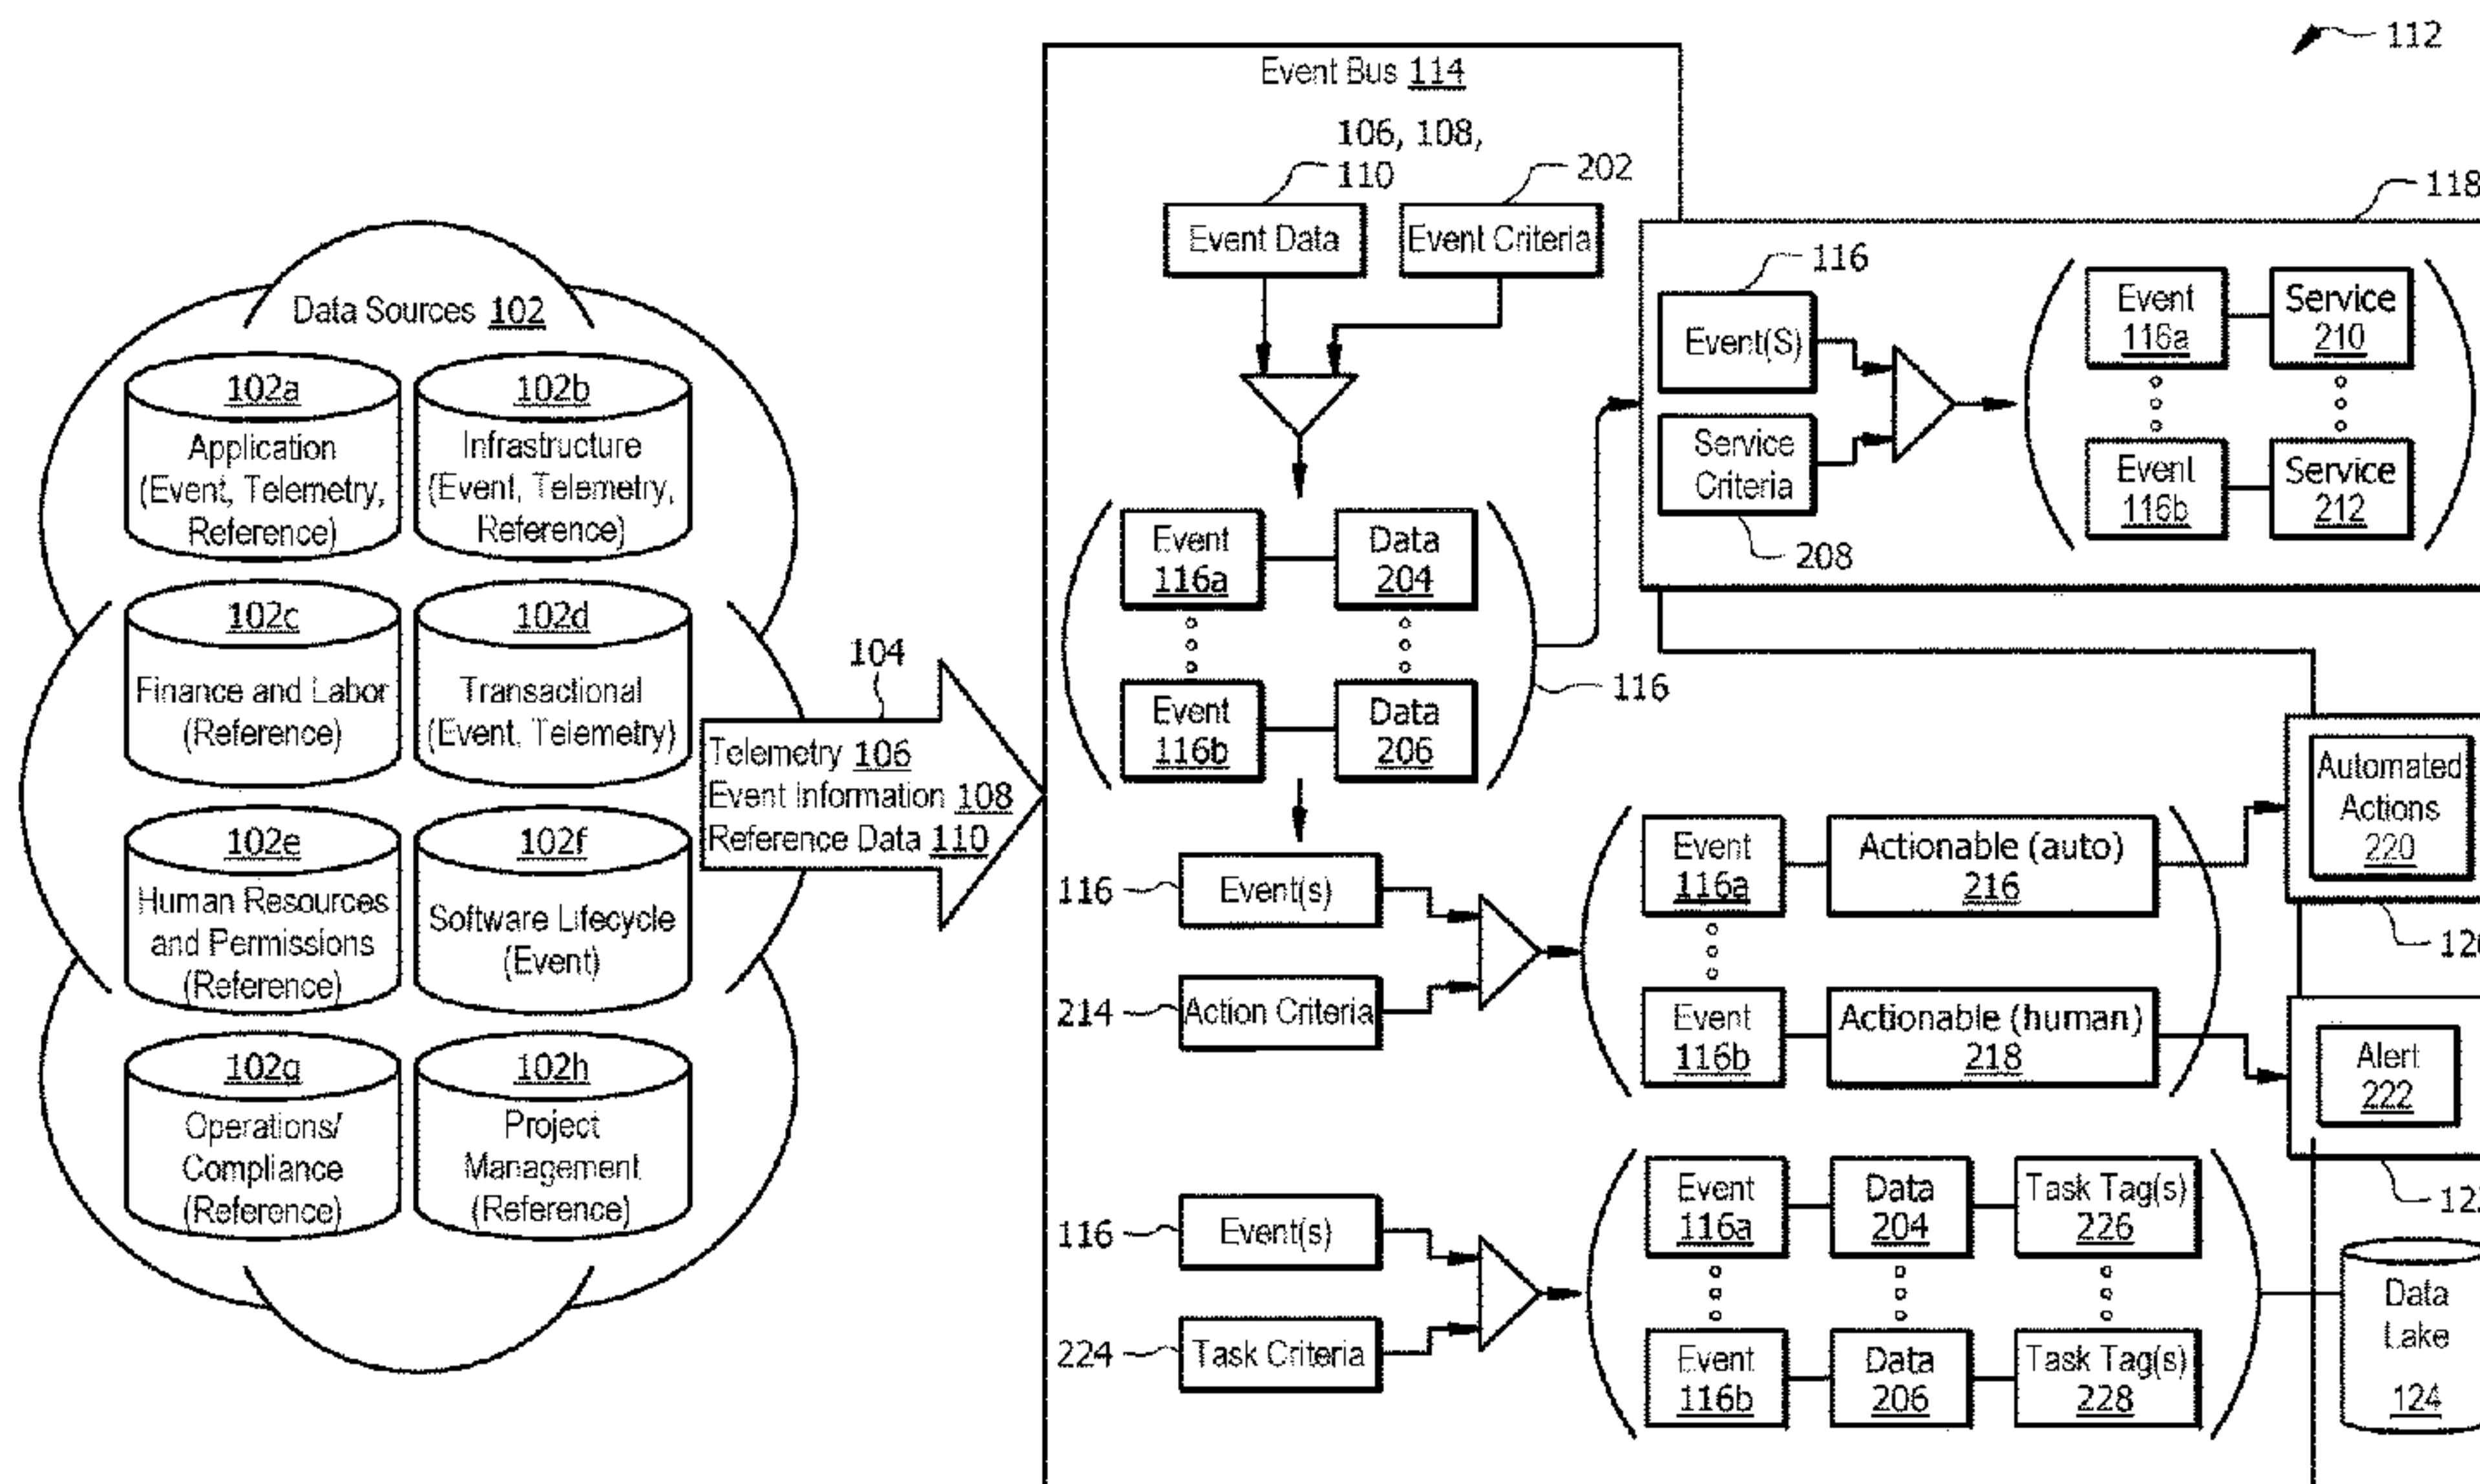 112
Event Bus 114
106, 108,
110
202
Event Data
Event Criteria
118
116
Event(S)
Service
Criteria
208
Event
116a
Service
210
Event
116b
Service
212
Data Sources 102
102a
Application
(Event, Telemetry,
Reference)
102b
Infrastructure
(Event, Telemetry,
Reference)
102c
Finance and Labor
(Reference)
102d
Transactional
(Event, Telemetry)
102e
Human Resources
and Permissions
(Reference)
102f
Software Lifecycle
(Event)
102g
Operations/
Compliance
(Reference)
102h
Project
Management
(Reference)
104
Telemetry 106
Event Information 108
Reference Data 110
Event
116a
Data
204
Event
116b
Data
206
116
116
Event(s)
214
Action Criteria
Event
116a
Actionable (auto)
216
Event
116b
Actionable (human)
218
Automated
Actions
220
Alert
222
116
Event(s)
224
Task Criteria
Event
116a
Data
204
Task Tag(s)
226
Event
116b
Data
206
Task Tag(s)
228
Data
Lake
124